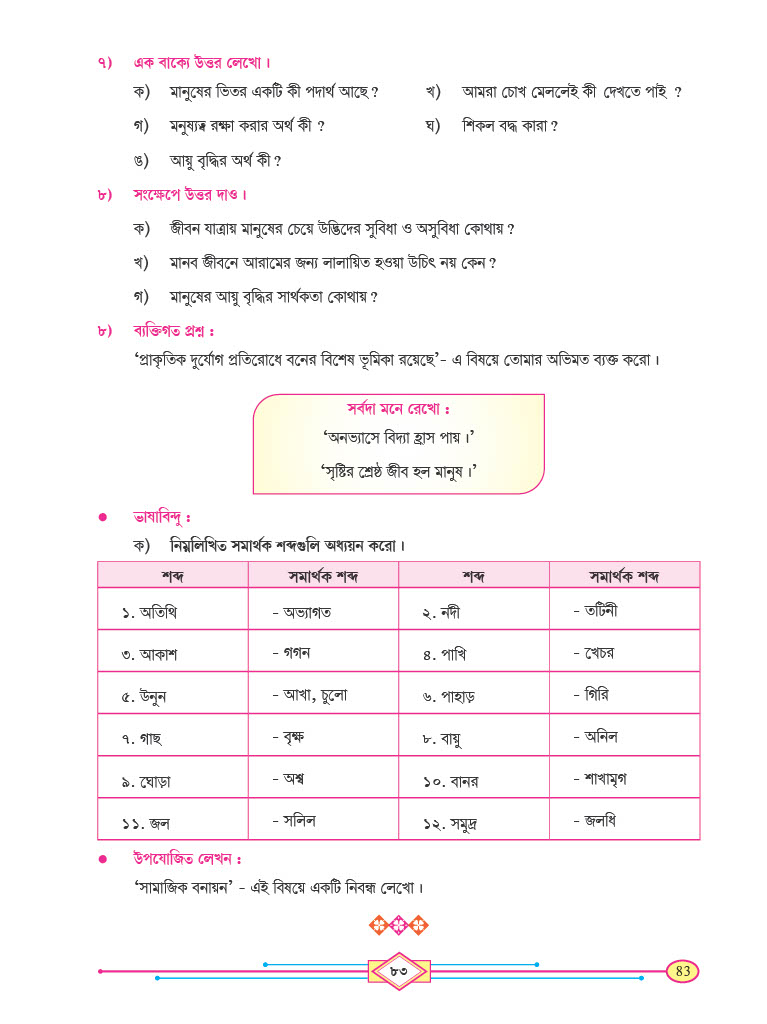 ৭) এক বাক্যে উত্তর লেখো।
ক) মানুষের ভিতর একটি কী পদার্থ আছে? খ) আমরা চোখ মেললেই কী দেখতে পাই ?
গ) মনুষ্যত্ব রক্ষা করার অর্থ কী ? ঘ) শিকল বদ্ধ কারা?
ঙ) আয়ু বৃদ্ধির অর্থ কী?
৮) সংক্ষেপে উত্তর দাও।
ক) জীবন যাত্রায় মানুষের চেয়ে উদ্ভিদের সুবিধা ও অসুবিধা কোথায়?
খ) মানব জীবনে আরামের জন্য লালায়িত হওয়া উচিৎ নয় কেন?
গ) মানুষের আয়ু বৃদ্ধির সার্থকতা কোথায়?
৮) ব্যক্তিগত প্রশ্ন :
‘প্রাকৃতিক দুর্যোগ প্রতিরোধে বনের বিশেষ ভূমিকা রয়েছে’- এ বিষয়ে তোমার অভিমত ব্যক্ত করো।
সর্বদা মনে রেখো :
‘অনভ্যাসে বিদ্যা হ্রাস পায়।’
‘সৃষ্টির শ্রেষ্ঠ জীব হল মানুষ।’
● ভাষাবিন্দু :
ক) নিম্নলিখিত সমার্থক শব্দগুলি অধ্যয়ন করো।
শব্দ সমার্থক শব্দ শব্দ সমার্থক শব্দ
১. অতিথি - অভ্যাগত ২. নদী - তটিনী
৩. আকাশ - গগন ৪. পাখি - খেচর
৫. উনুন - আখা, চুলো ৬. পাহাড় - গিরি
৭. গাছ - বৃক্ষ ৮. বায়ু - অনিল
৯. ঘোড়া - অশ্ব ১০. বানর - শাখামৃগ
১১. জল - সলিল ১২. সমুদ্র - জলধি
● উপযোজিত লেখন :
‘সামাজিক বনায়ন’ - এই বিষয়ে একটি নিবন্ধ লেখো।
৮৩ 83